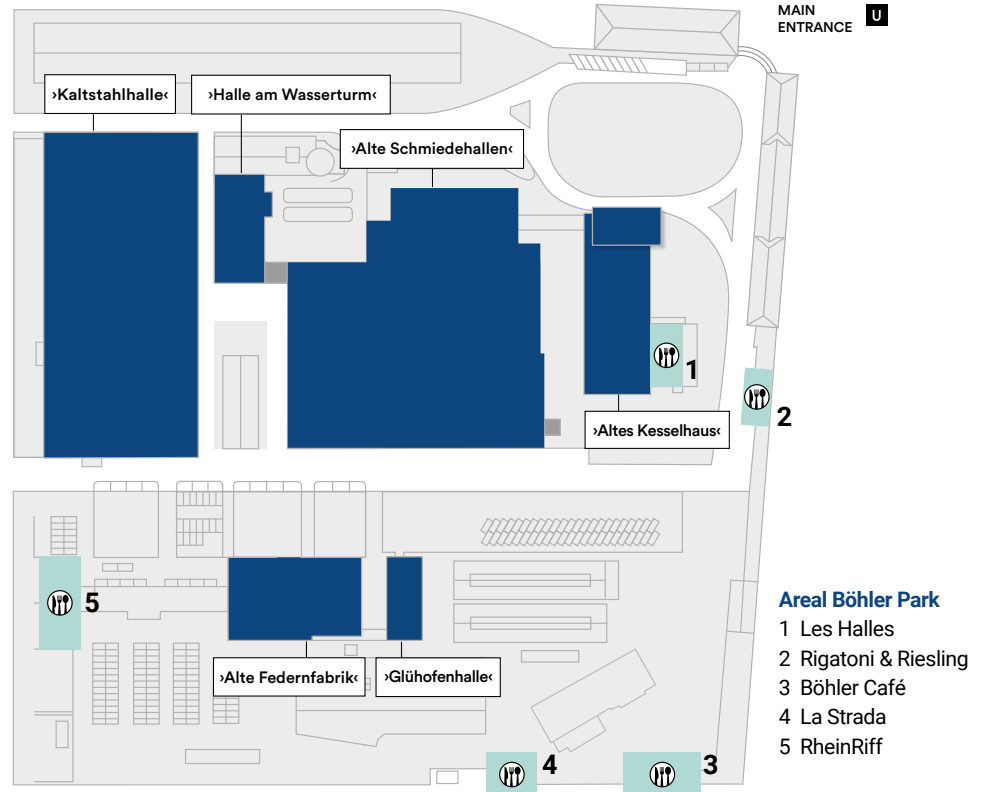 MAIN
ENTRANCE
U
›Kaltstahlhalle‹
›Halle am Wasserturm‹
›Alte Schmiedehallen‹
1
2
›Altes Kesselhaus‹
5
›Alte Federnfabrik‹
›Glühofenhalle‹
4
3
Areal Böhler Park
1 Les Halles
2 Rigatoni & Riesling
3 Böhler Café
4 La Strada
5 RheinRiff